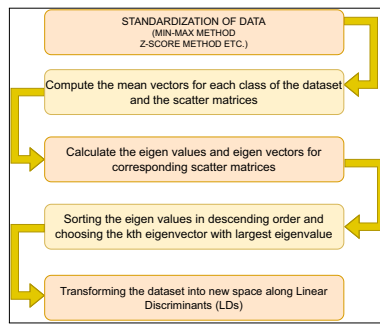 STANDARDIZATION OF DATA
(MIN-MAX METHOD
Z-SCORE METHOD ETC.)
Compute the mean vectors for each class of the dataset
and the scatter matrices
Calculate the eigen values and eigen vectors for
corresponding scatter matrices
Sorting the eigen values in descending order and
choosing the kth eigenvector with largest eigenvalue
Transforming the dataset into new space along Linear
Discriminants (LDs)